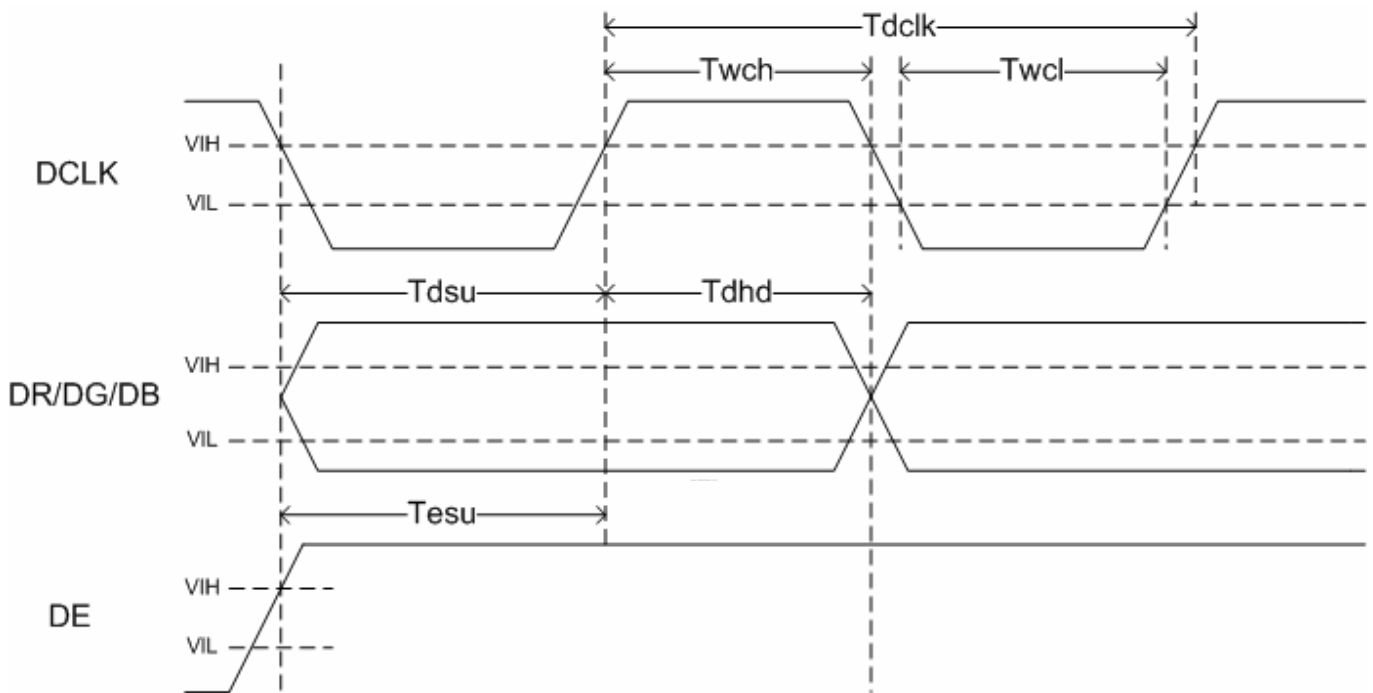 Tdclk
Twch
Twcl
VIH
DCLK
VIL
Tdsu
Tdhd
VIH
DR/DG/DB
VIL
Tesu
VIH
DE
VIL